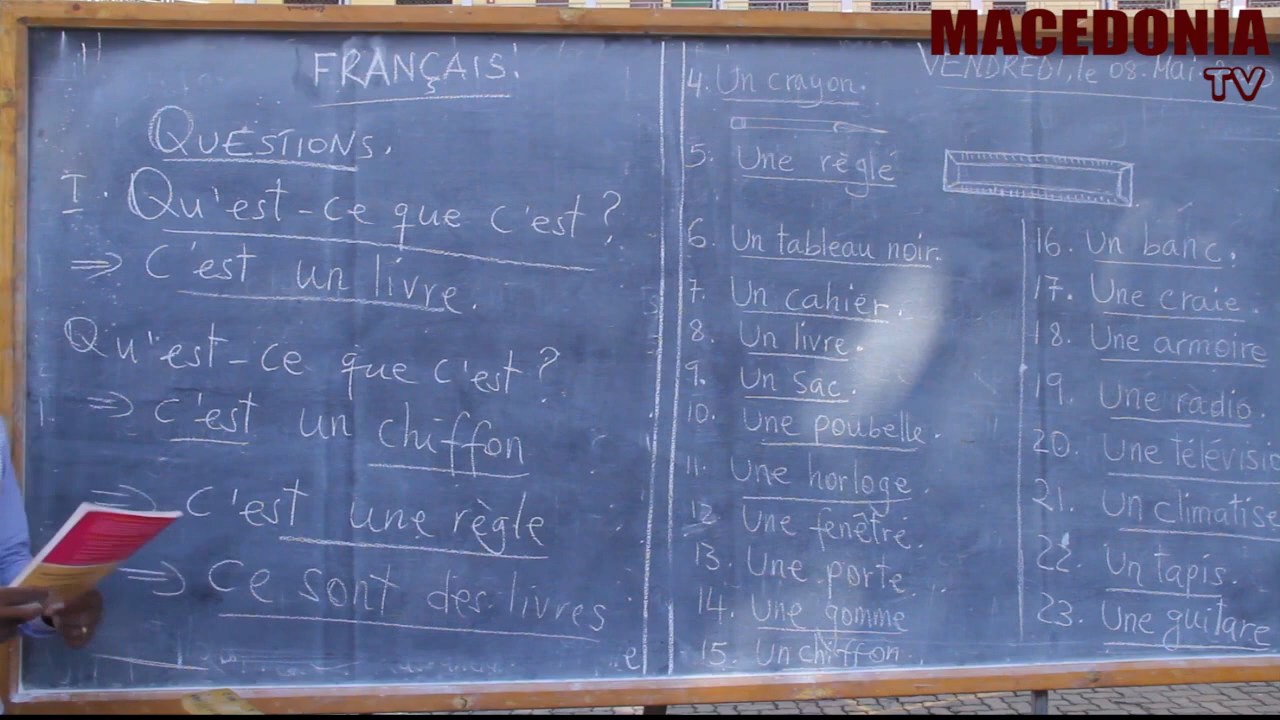 MACEDONIA
TV
FRANÇAIS!
QUESTIONS.
I. Qu'est-ce que c'est?
⇒ C'est un livre.
Qu'est-ce que c'est?
⇒ c'est un chiffon
⇒ c'est une règle
⇒ Ce sont des livres
VENDREDI, le 08. Mai
4. Un crayon.
5. Une règlé
6. Un tableau noir.
7. Un cahiér.
8. Un livre.
9. Un sac.
10. Une poubelle.
11. Une horloge.
12. Une fenêtre.
13. Une porte.
14. Une gomme
15. Un chiffon.
16. Un banc.
17. Une craie.
18. Une armoire
19. Une radio.
20. Une télévisio
21. Un climatise
22. Un tapis.
23. Une guitare